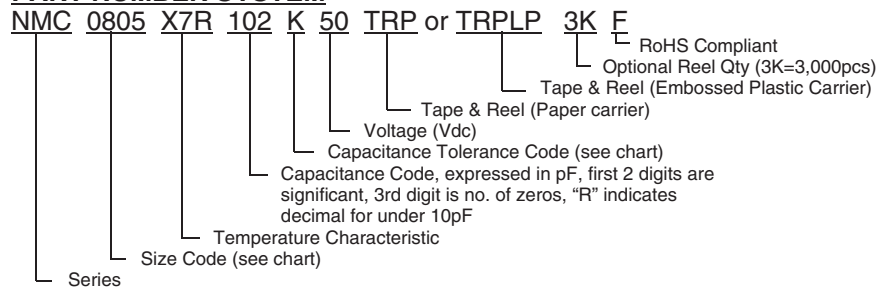 NMC 0805 X7R 102 K 50 TRP or TRPLP 3K F
RoHS Compliant
Optional Reel Qty (3K=3,000pcs)
Tape & Reel (Embossed Plastic Carrier)
Tape & Reel (Paper carrier)
Voltage (Vdc)
Capacitance Tolerance Code (see chart)
Capacitance Code, expressed in pF, first 2 digits are
significant, 3rd digit is no. of zeros, “R” indicates
decimal for under 10pF
Temperature Characteristic
Size Code (see chart)
Series